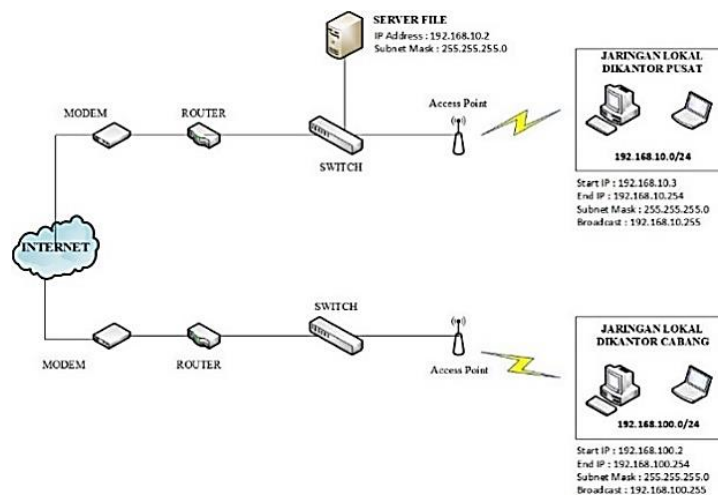 SERVER FILE
IP Address : 192.168.10.2
Subnet Mask : 255.255.255.0
MODEM
ROUTER
SWITCH
Access Point
JARINGAN LOKAL
DIKANTOR PUSAT
192.168.10.0/24
Start IP : 192.168.10.3
End IP : 192.168.10.254
Subnet Mask : 255.255.255.0
Broadcast : 192.168.10.255
INTERNET
MODEM
ROUTER
SWITCH
Access Point
JARINGAN LOKAL
DIKANTOR CABANG
192.168.100.0/24
Start IP : 192.168.100.2
End IP : 192.168.100.254
Subnet Mask : 255.255.255.0
Broadcast : 192.168.100.255